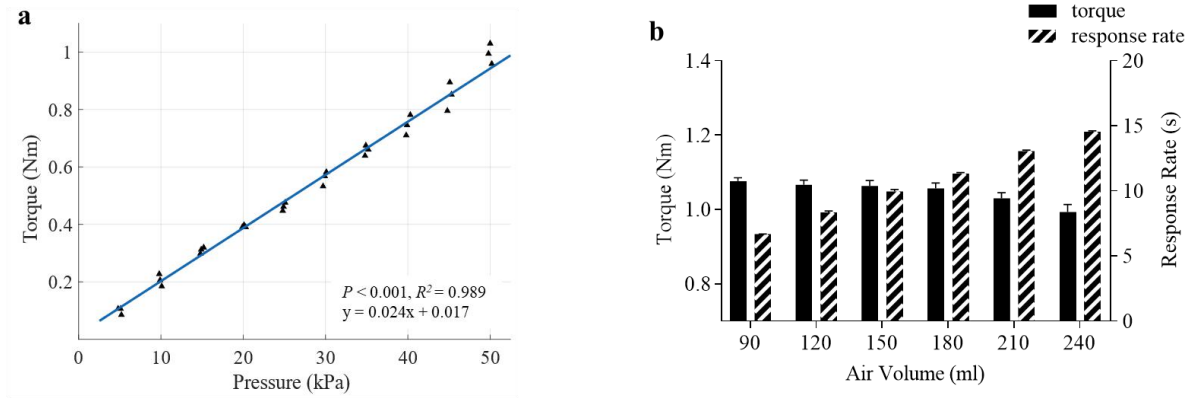 a
Torque (Nm)
1
0.8
0.6
0.4
0.2
0 10 20 30 40 50
Pressure (kPa)
P < 0.001, R² = 0.989
y = 0.024x + 0.017
b
torque
response rate
Torque (Nm)
1.4
1.2
1.0
0.8
20
15
10
5
0
Response Rate (s)
90 120 150 180 210 240
Air Volume (ml)